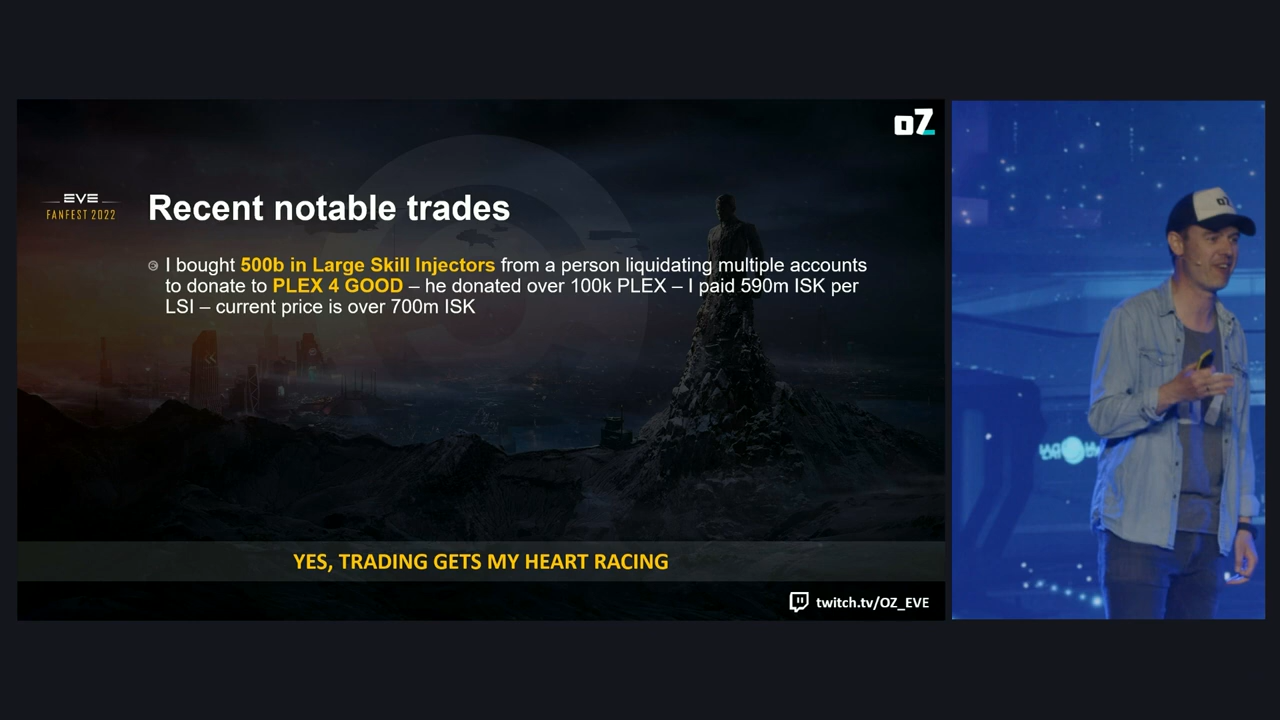 oZ
EVE
FANFEST 2022
Recent notable trades
I bought 500b in Large Skill Injectors from a person liquidating multiple accounts
to donate to PLEX 4 GOOD – he donated over 100k PLEX – I paid 590m ISK per
LSI – current price is over 700m ISK
YES, TRADING GETS MY HEART RACING
twitch.tv/OZ_EVE